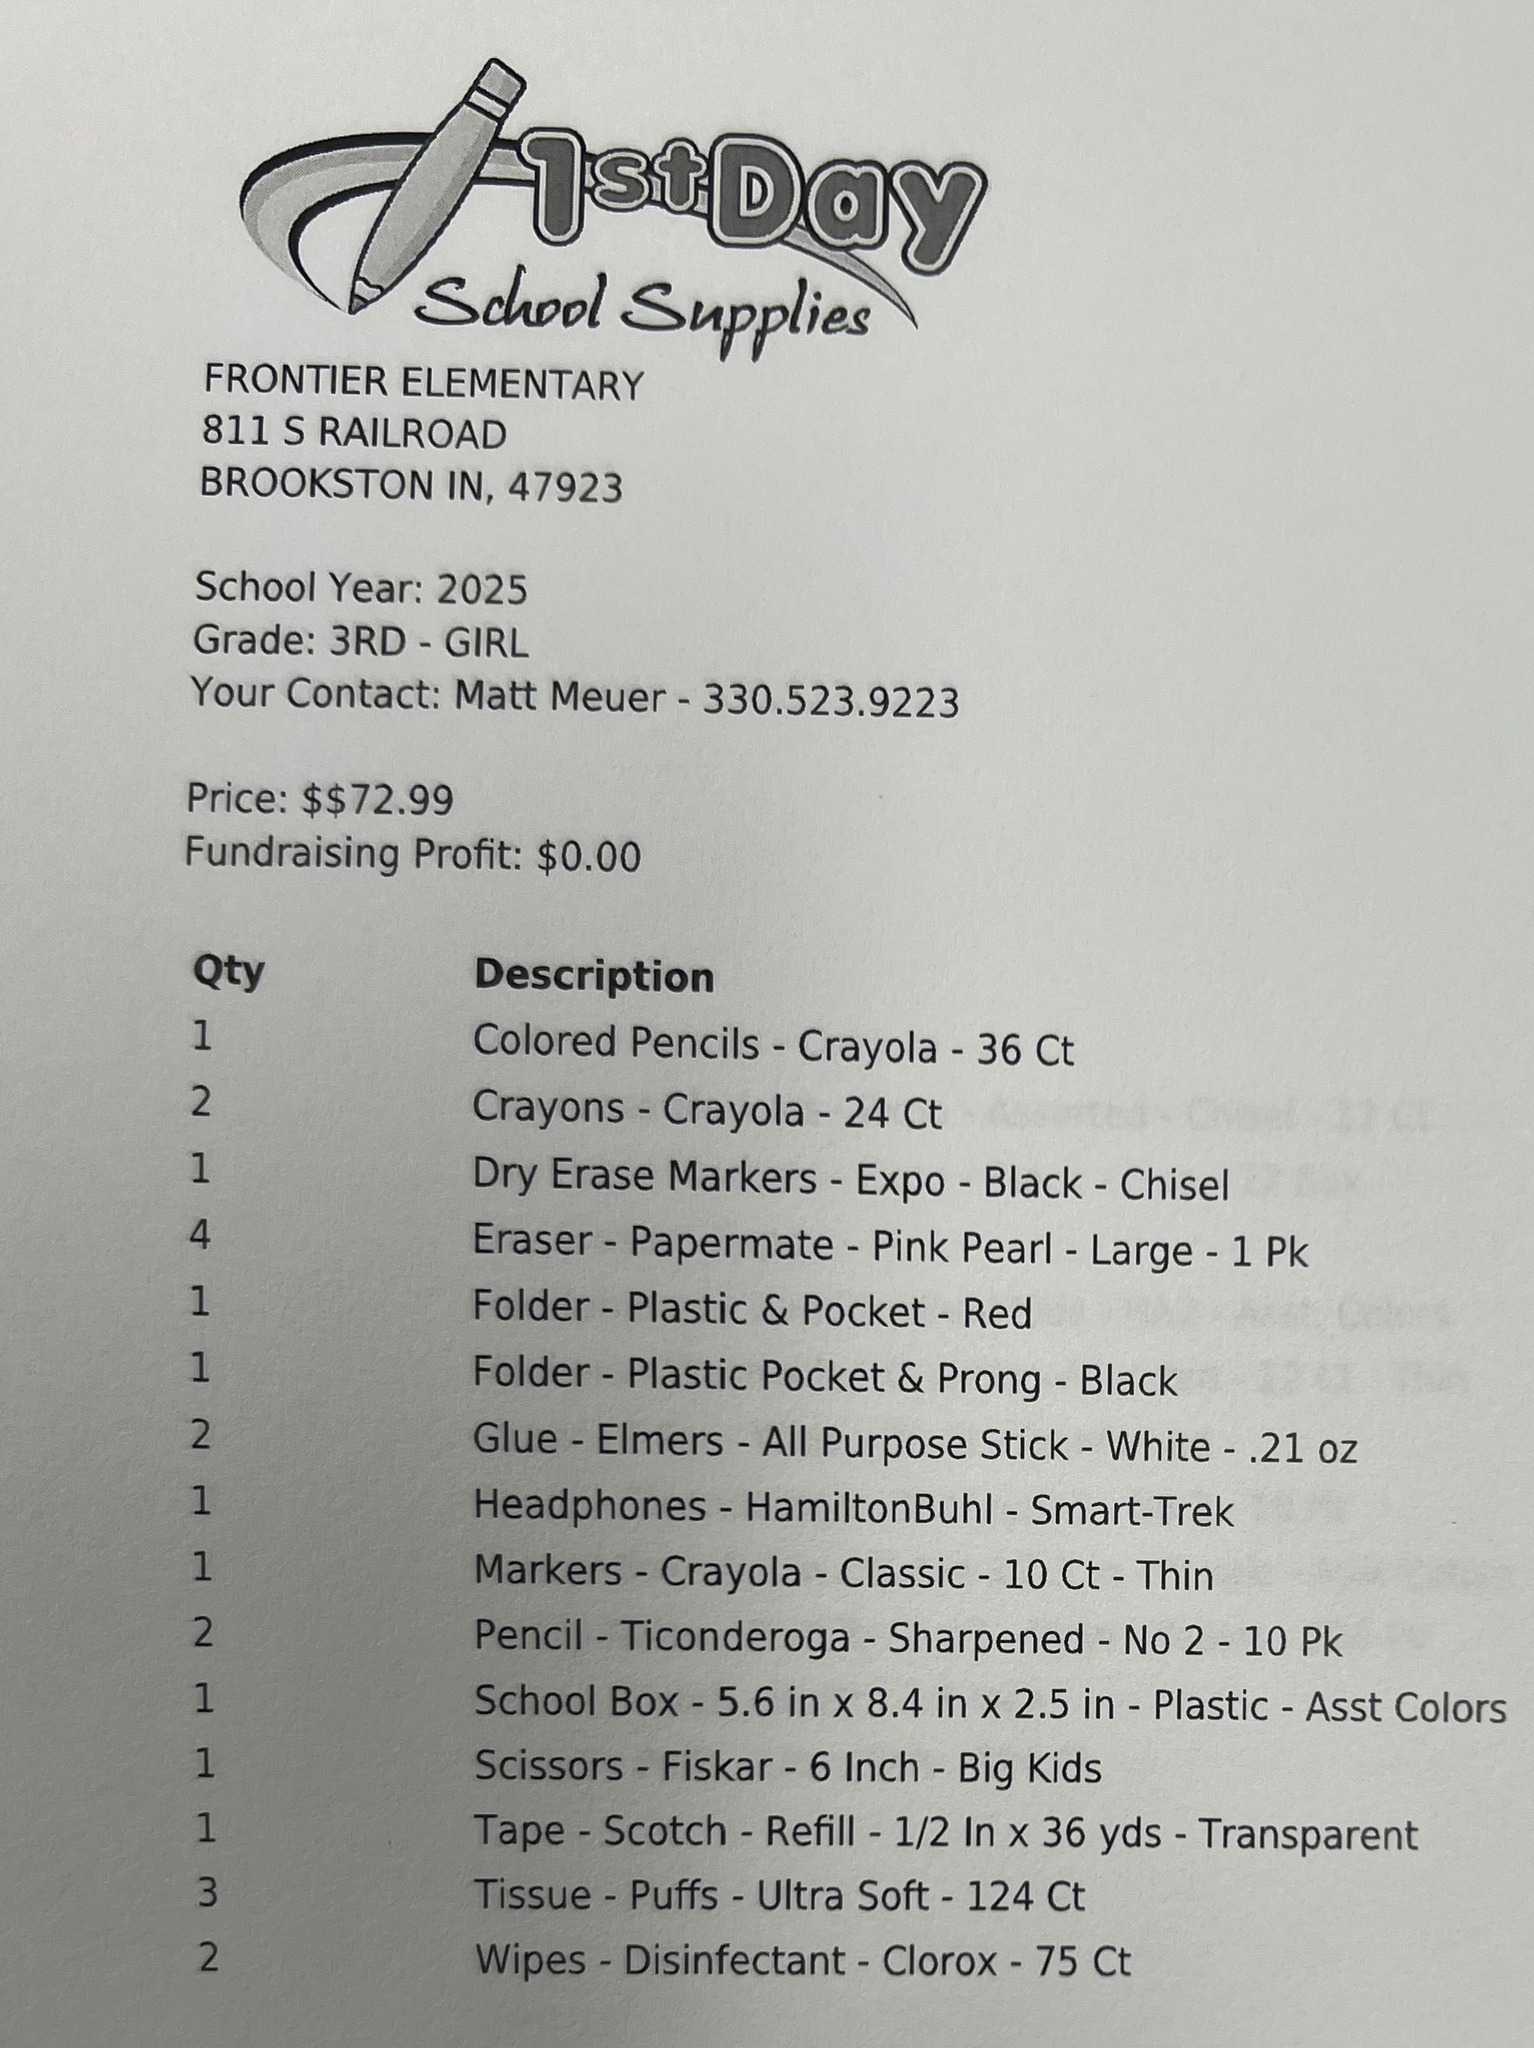 1stDay
School Supplies
FRONTIER ELEMENTARY
811 S RAILROAD
BROOKSTON IN, 47923
School Year: 2025
Grade: 3RD - GIRL
Your Contact: Matt Meuer - 330.523.9223
Price: $$72.99
Fundraising Profit: $0.00
Qty Description
1 Colored Pencils - Crayola - 36 Ct
2 Crayons - Crayola - 24 Ct
1 Dry Erase Markers - Expo - Black - Chisel
4 Eraser - Papermate - Pink Pearl - Large - 1 Pk
1 Folder - Plastic & Pocket - Red
1 Folder - Plastic Pocket & Prong - Black
2 Glue - Elmers - All Purpose Stick - White - .21 oz
1 Headphones - HamiltonBuhl - Smart-Trek
1 Markers - Crayola - Classic - 10 Ct - Thin
2 Pencil - Ticonderoga - Sharpened - No 2 - 10 Pk
1 School Box - 5.6 in x 8.4 in x 2.5 in - Plastic - Asst Colors
1 Scissors - Fiskar - 6 Inch - Big Kids
1 Tape - Scotch - Refill - 1/2 In x 36 yds - Transparent
3 Tissue - Puffs - Ultra Soft - 124 Ct
2 Wipes - Disinfectant - Clorox - 75 Ct